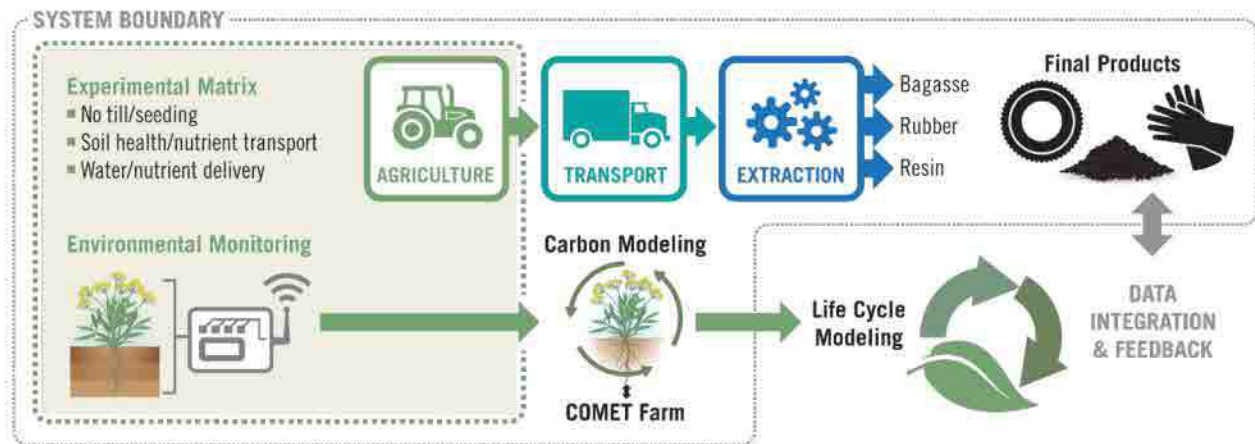 SYSTEM BOUNDARY
Experimental Matrix
No till/seeding
Soil health/nutrient transport
Water/nutrient delivery
AGRICULTURE
TRANSPORT
EXTRACTION
Bagasse
Rubber
Resin
Final Products
Environmental Monitoring
Carbon Modeling
COMET Farm
Life Cycle
Modeling
DATA
INTEGRATION
& FEEDBACK